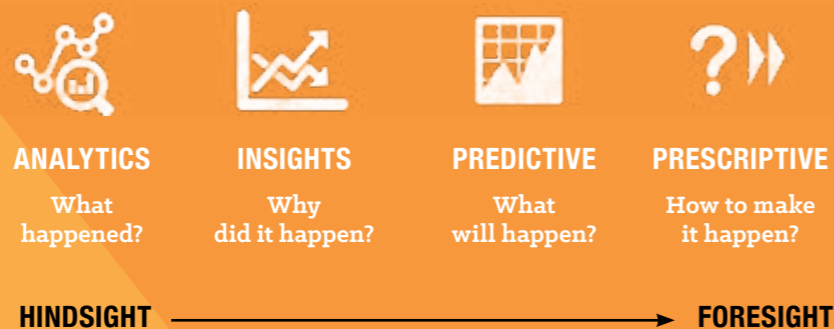 ANALYTICS
What
happened?
INSIGHTS
Why
did it happen?
PREDICTIVE
What
will happen?
PRESCRIPTIVE
How to make
it happen?
HINDSIGHT
FORESIGHT